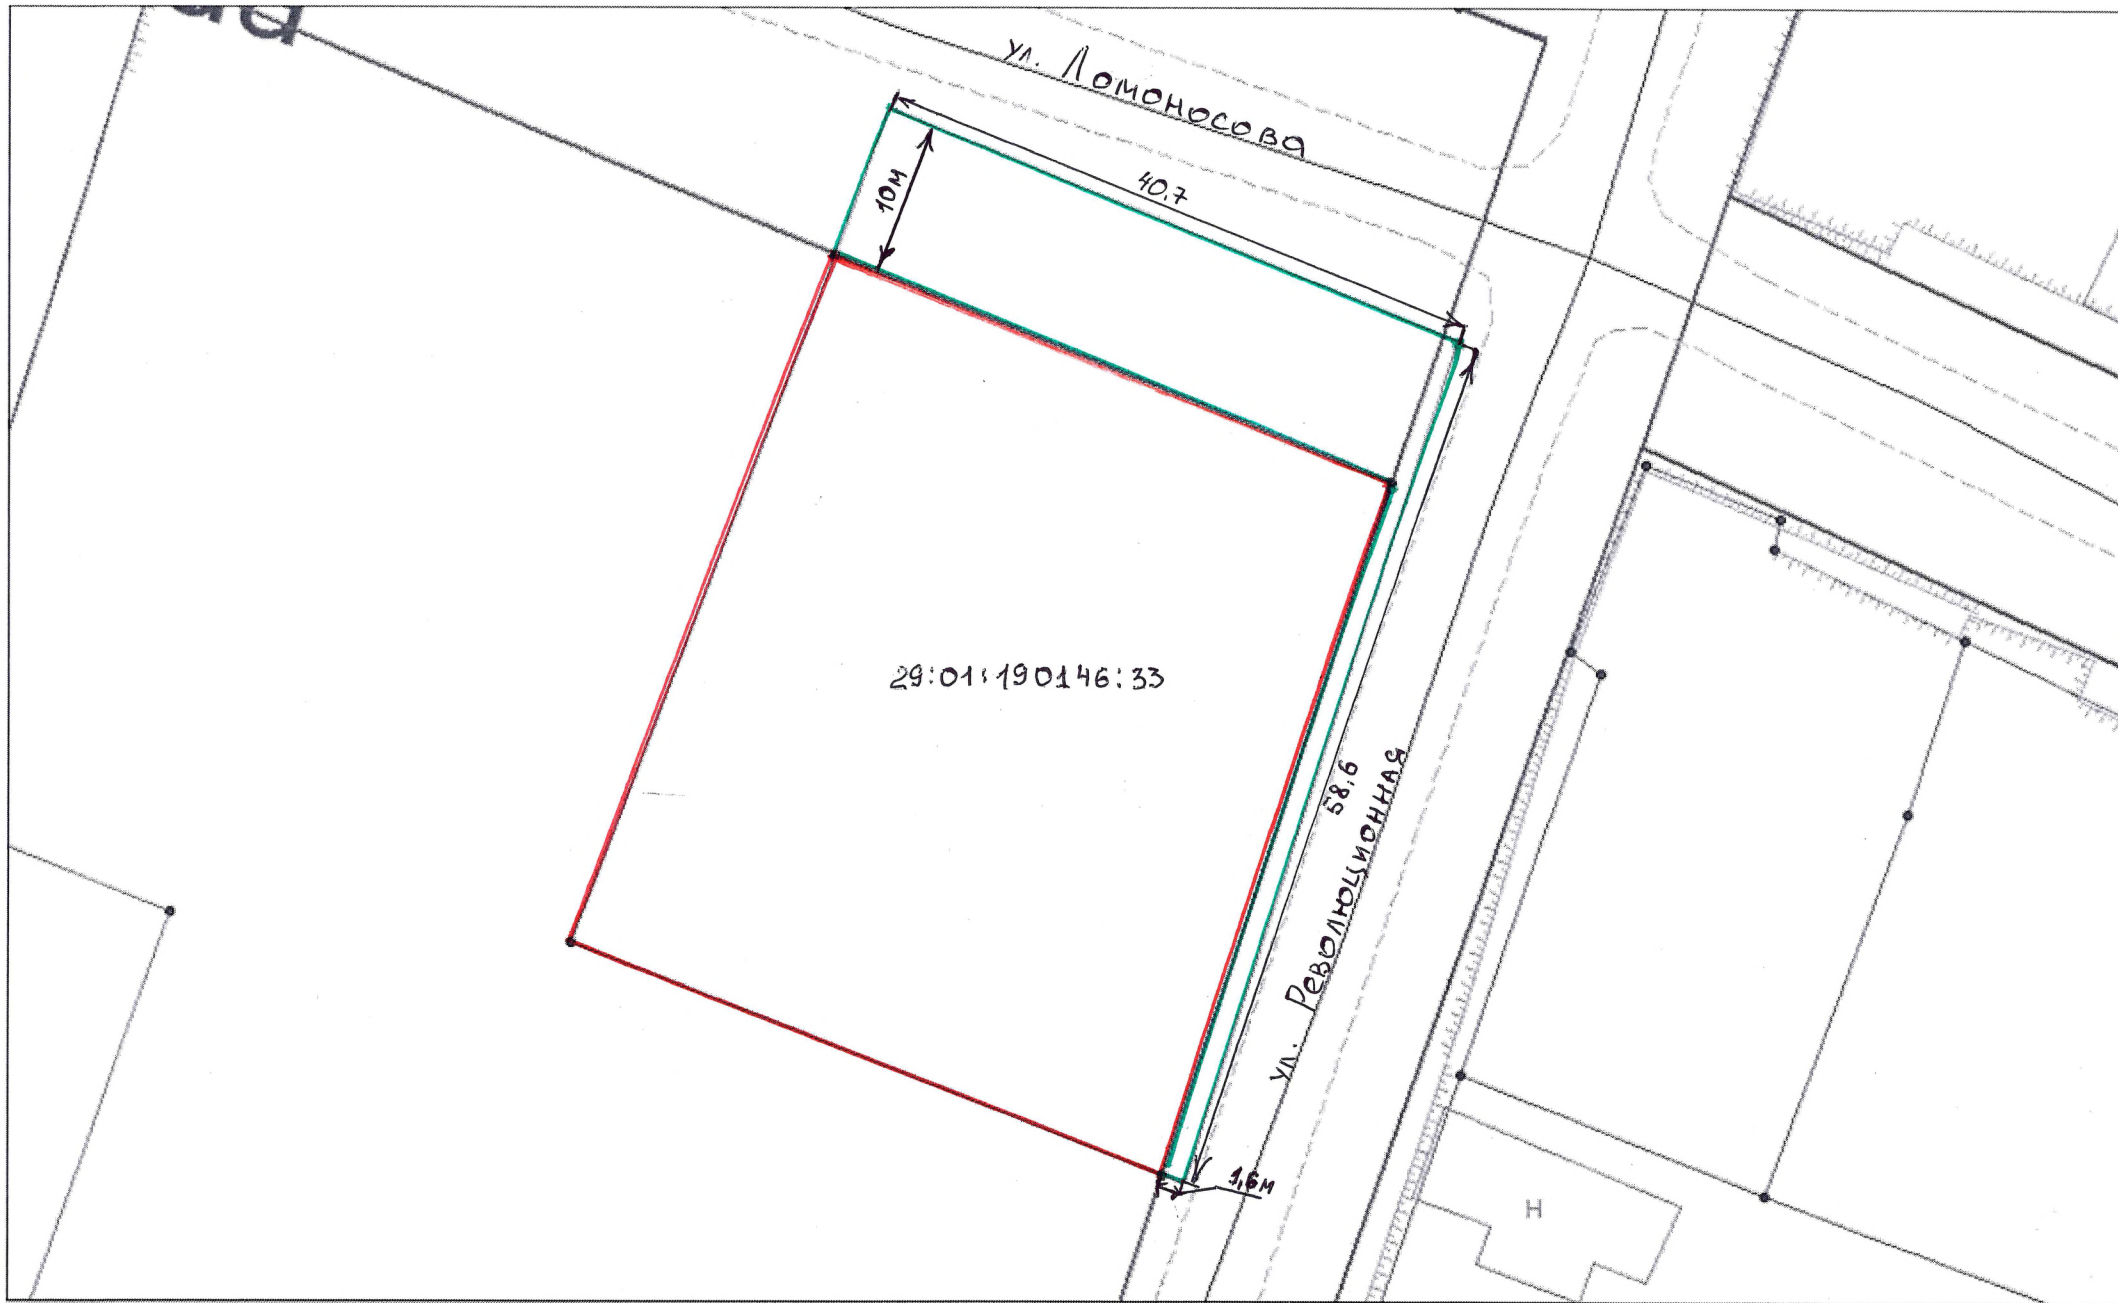 ул. Ломоносова
40.7
10м
29:01:190146:33
58.6
ул. Революционная
1,6м
Н